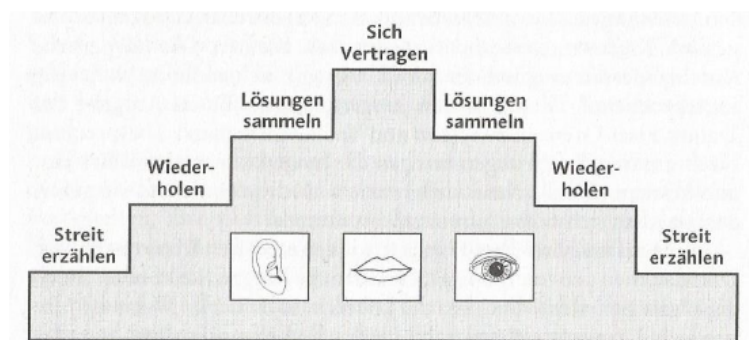 Sich
Vertragen
Lösungen
sammeln
Lösungen
sammeln
Wieder-
holen
Wieder-
holen
Streit
erzählen
Streit
erzählen